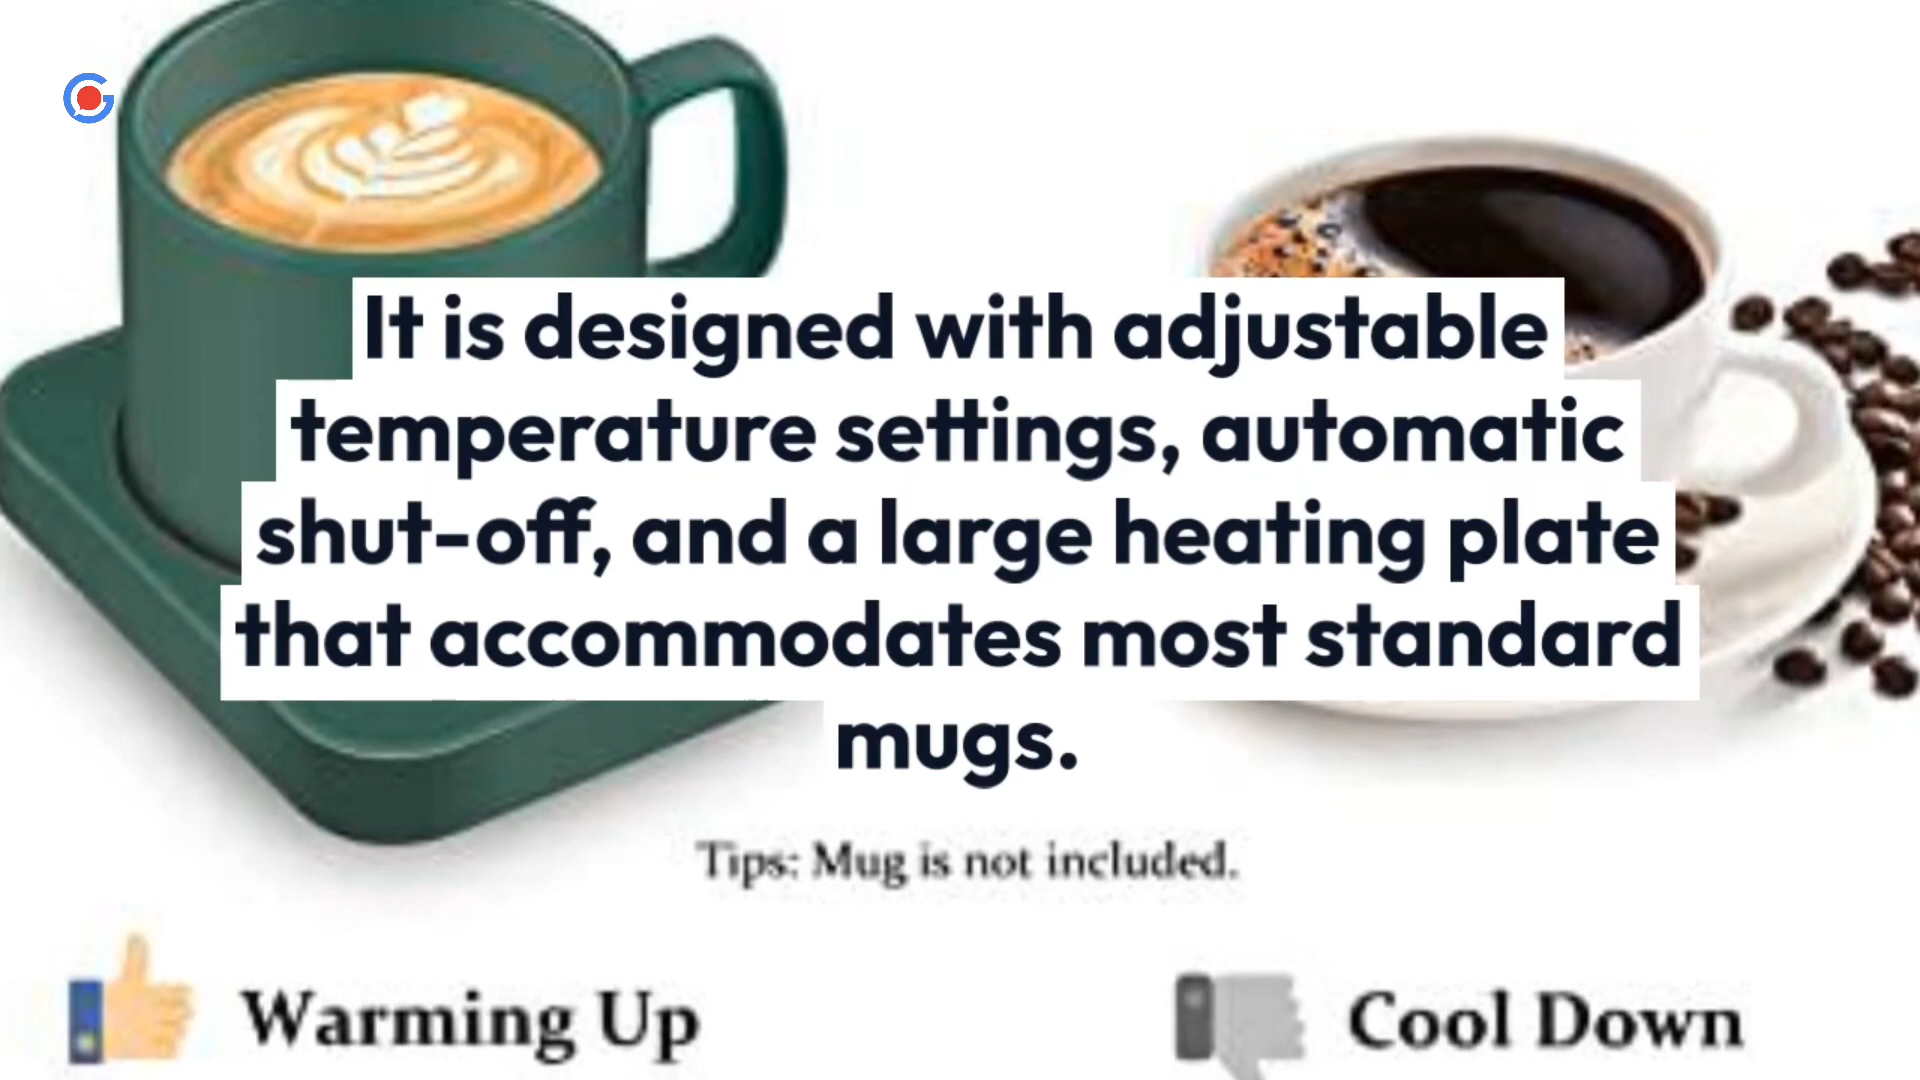 It is designed with adjustable
temperature settings, automatic
shut-off, and a large heating plate
that accommodates most standard
mugs.
Tips: Mug is not included.
Warming Up
Cool Down